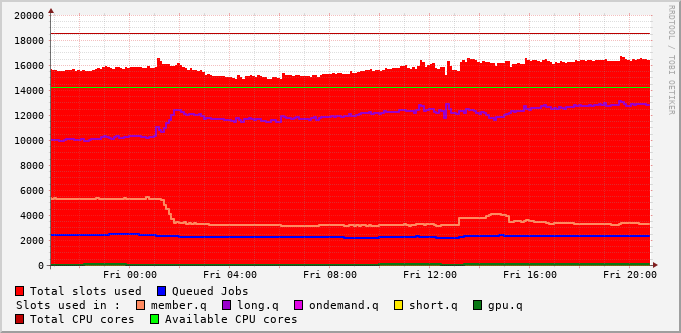 RRDTOOL / TOBI OETIKER
20000
18000
16000
14000
12000
10000
8000
6000
4000
2000
0
Fri 00:00 Fri 04:00 Fri 08:00 Fri 12:00 Fri 16:00 Fri 20:00
Total slots used Queued Jobs
Slots used in : member.q long.q ondemand.q short.q gpu.q
Total CPU cores Available CPU cores